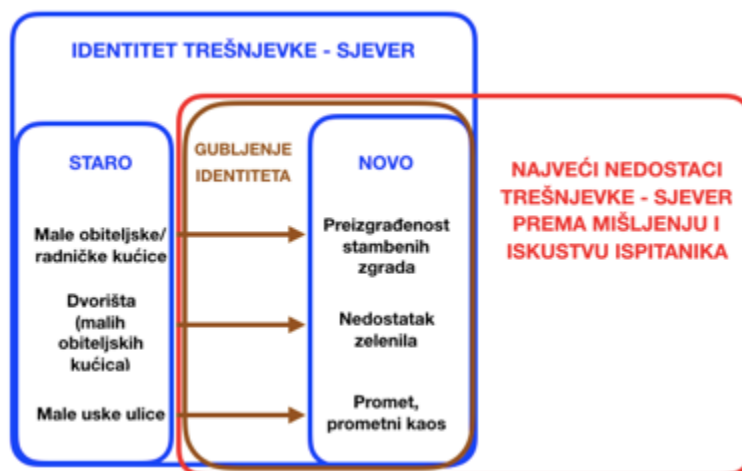 IDENTITET TREŠNJEVKE - SJEVER
STARO
GUBLJENJE
IDENTITETA
NOVO
NAJVEĆI NEDOSTACI
TREŠNJEVKE - SJEVER
PREMA MIŠLJENJU I
ISKUSTVU ISPITANIKA
Male obiteljske/
radničke kućice
Preizgrađenost
stambenih
zgrada
Dvorišta
(malih
obiteljskih
kućica)
Nedostatak
zelenila
Male uske ulice
Promet,
prometni kaos